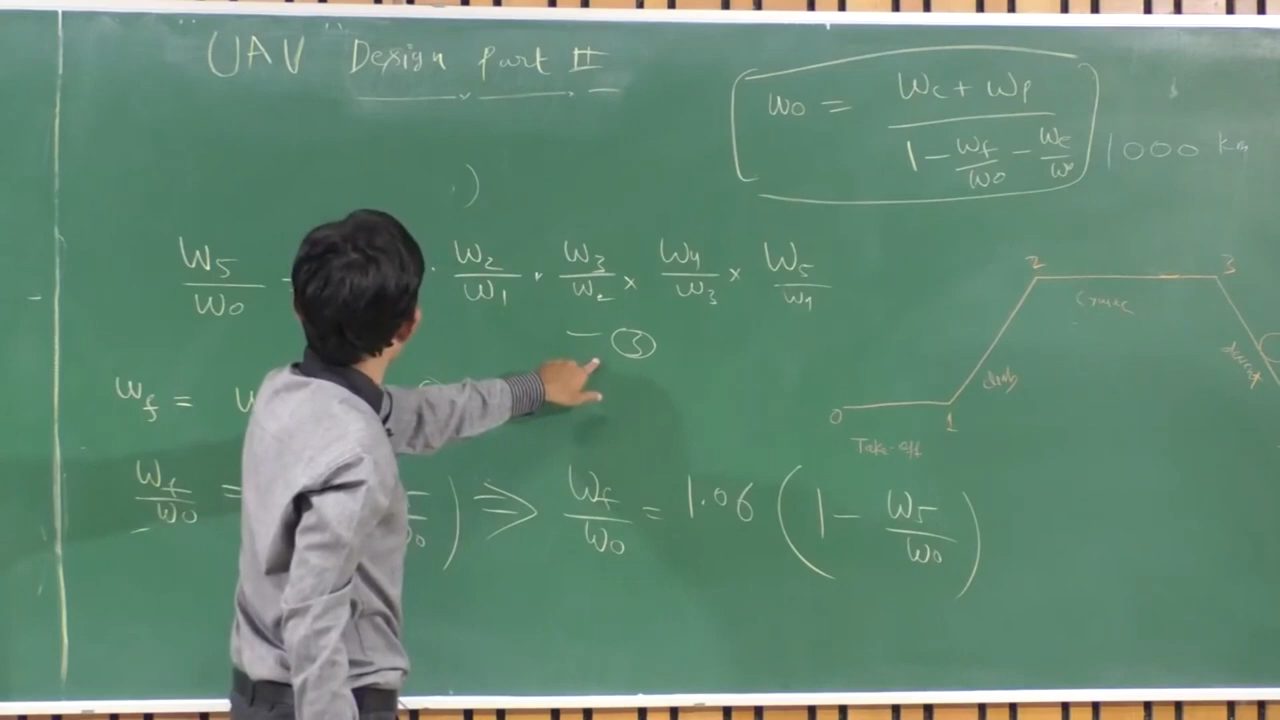 UAV Design Part II
W0 = (Wc + Wp) / (1 - Wf/W0 - We/W0)
1000 km
W5/W0 · W2/W1 · W3/W2 × W4/W3 × W5/W4
- ③
2 3
Cruise
climb
descent
0 1
Take-off
Wf =
Wf/W0 = ) ⇒ Wf/W0 = 1.06 (1 - W5/W0)